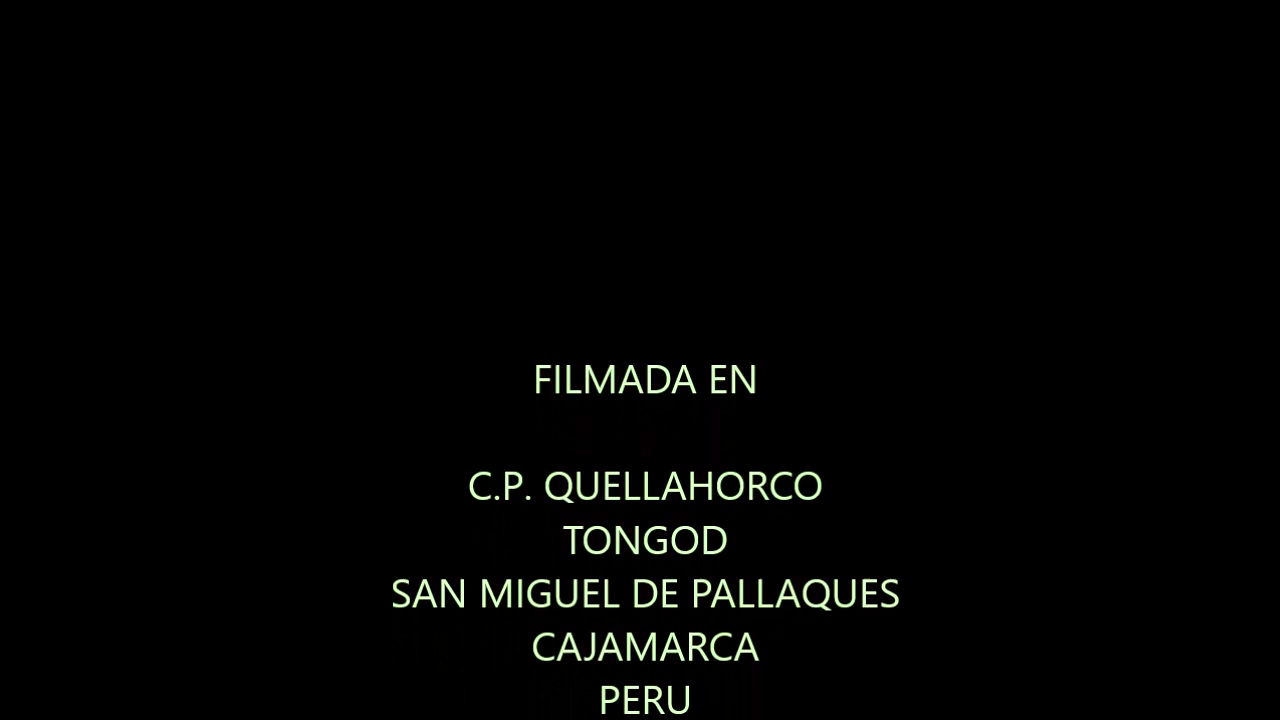 FILMADA EN
C.P. QUELLAHORCO
TONGOD
SAN MIGUEL DE PALLAQUES
CAJAMARCA
PERU